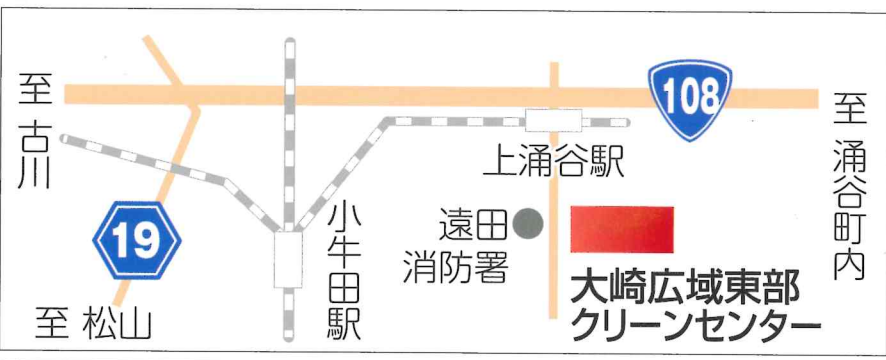 至 古川
108
至 涌谷町内
上涌谷駅
19
小牛田駅
遠田
消防署
大崎広域東部
クリーンセンター
至 松山